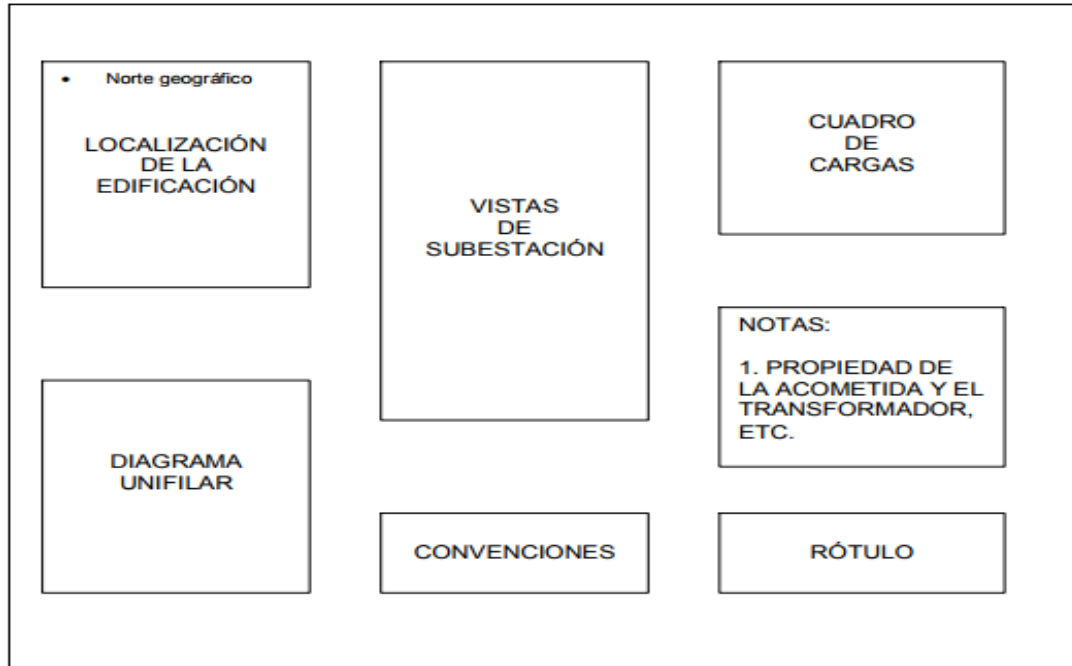 • Norte geográfico
LOCALIZACIÓN
DE LA
EDIFICACIÓN
VISTAS
DE
SUBESTACIÓN
CUADRO
DE
CARGAS
NOTAS:
1. PROPIEDAD DE
LA ACOMETIDA Y EL
TRANSFORMADOR,
ETC.
DIAGRAMA
UNIFILAR
CONVENCIONES
RÓTULO